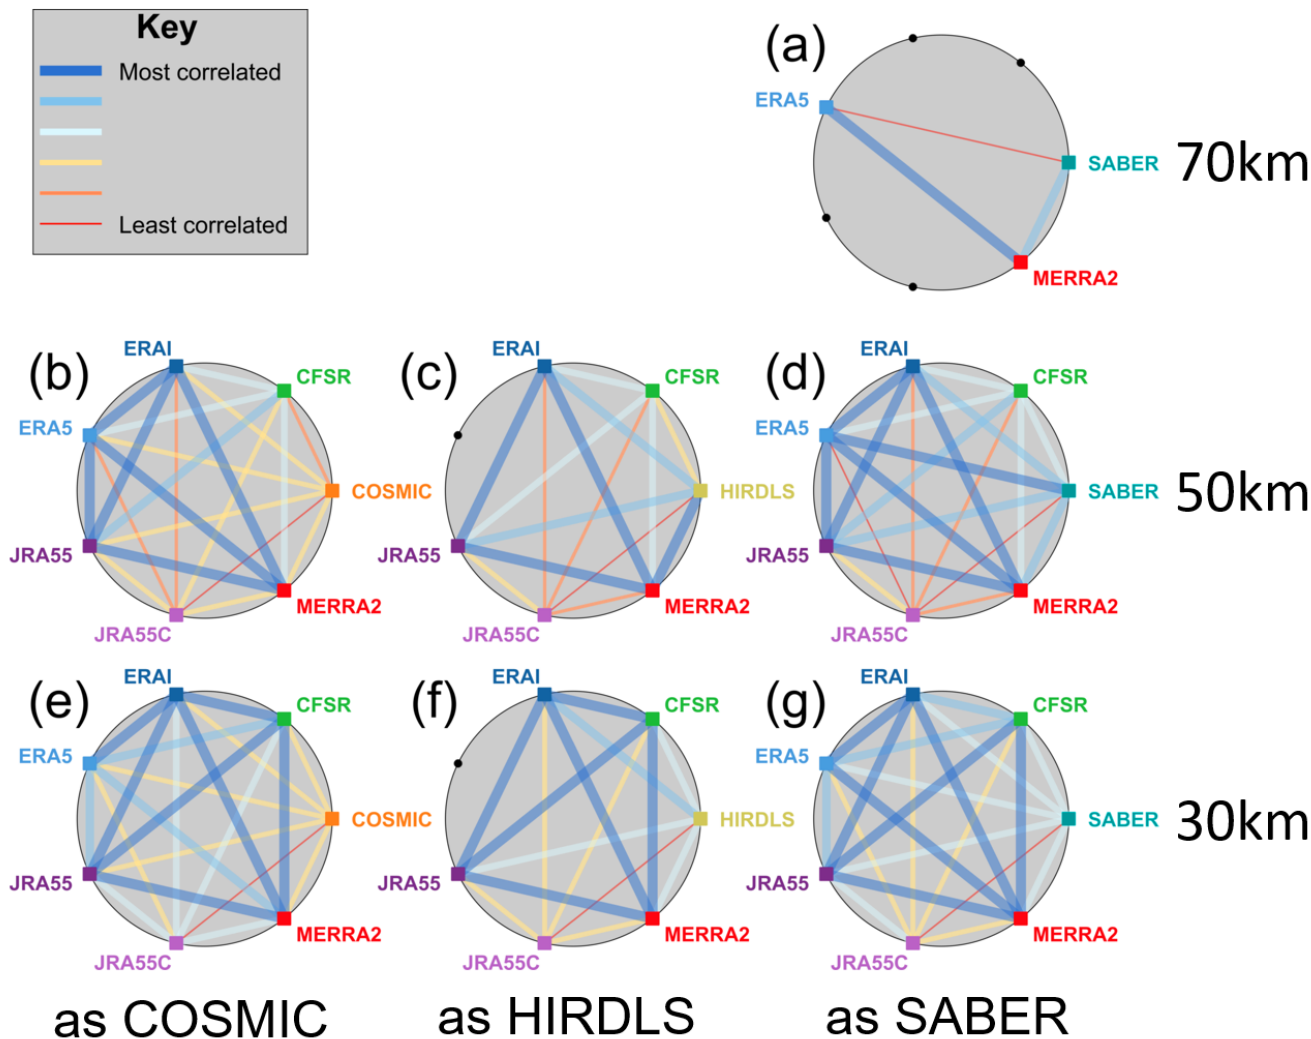 Key
Most correlated
Least correlated
(a)
ERA5
SABER
MERRA2
70km
(b)
ERAI
CFSR
ERA5
COSMIC
JRA55
MERRA2
JRA55C
(c)
ERAI
CFSR
HIRDLS
JRA55
MERRA2
JRA55C
(d)
ERAI
CFSR
ERA5
SABER
JRA55
MERRA2
JRA55C
50km
(e)
ERAI
CFSR
ERA5
COSMIC
JRA55
MERRA2
JRA55C
(f)
ERAI
CFSR
HIRDLS
JRA55
MERRA2
JRA55C
(g)
ERAI
CFSR
ERA5
SABER
JRA55
MERRA2
JRA55C
30km
as COSMIC
as HIRDLS
as SABER